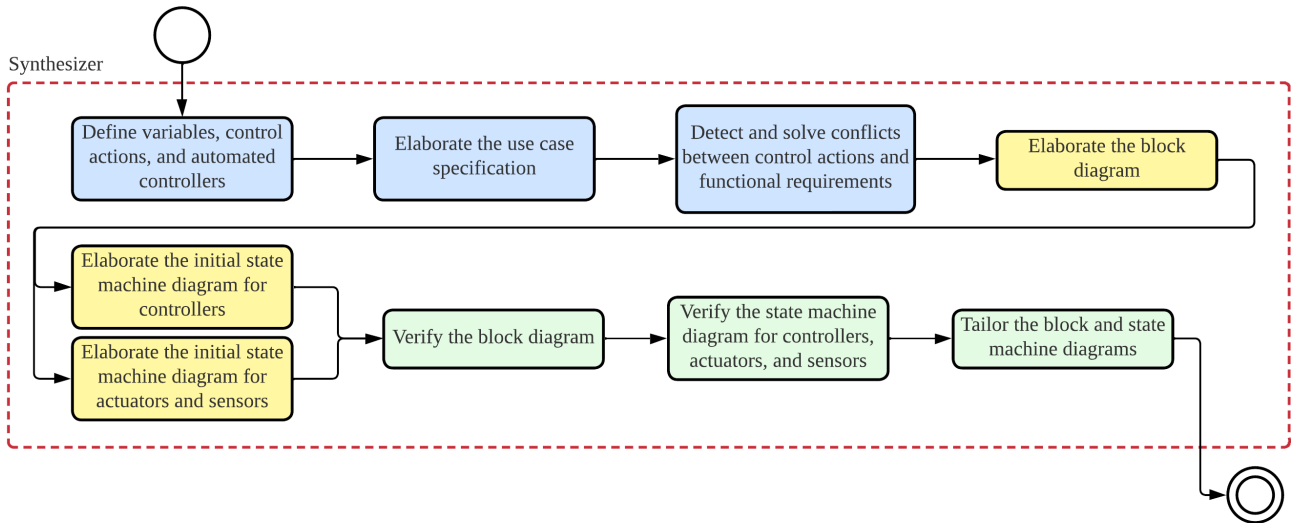 Synthesizer
Define variables, control
actions, and automated
controllers
Elaborate the use case
specification
Detect and solve conflicts
between control actions and
functional requirements
Elaborate the block
diagram
Elaborate the initial state
machine diagram for
controllers
Elaborate the initial state
machine diagram for
actuators and sensors
Verify the block diagram
Verify the state machine
diagram for controllers,
actuators, and sensors
Tailor the block and state
machine diagrams